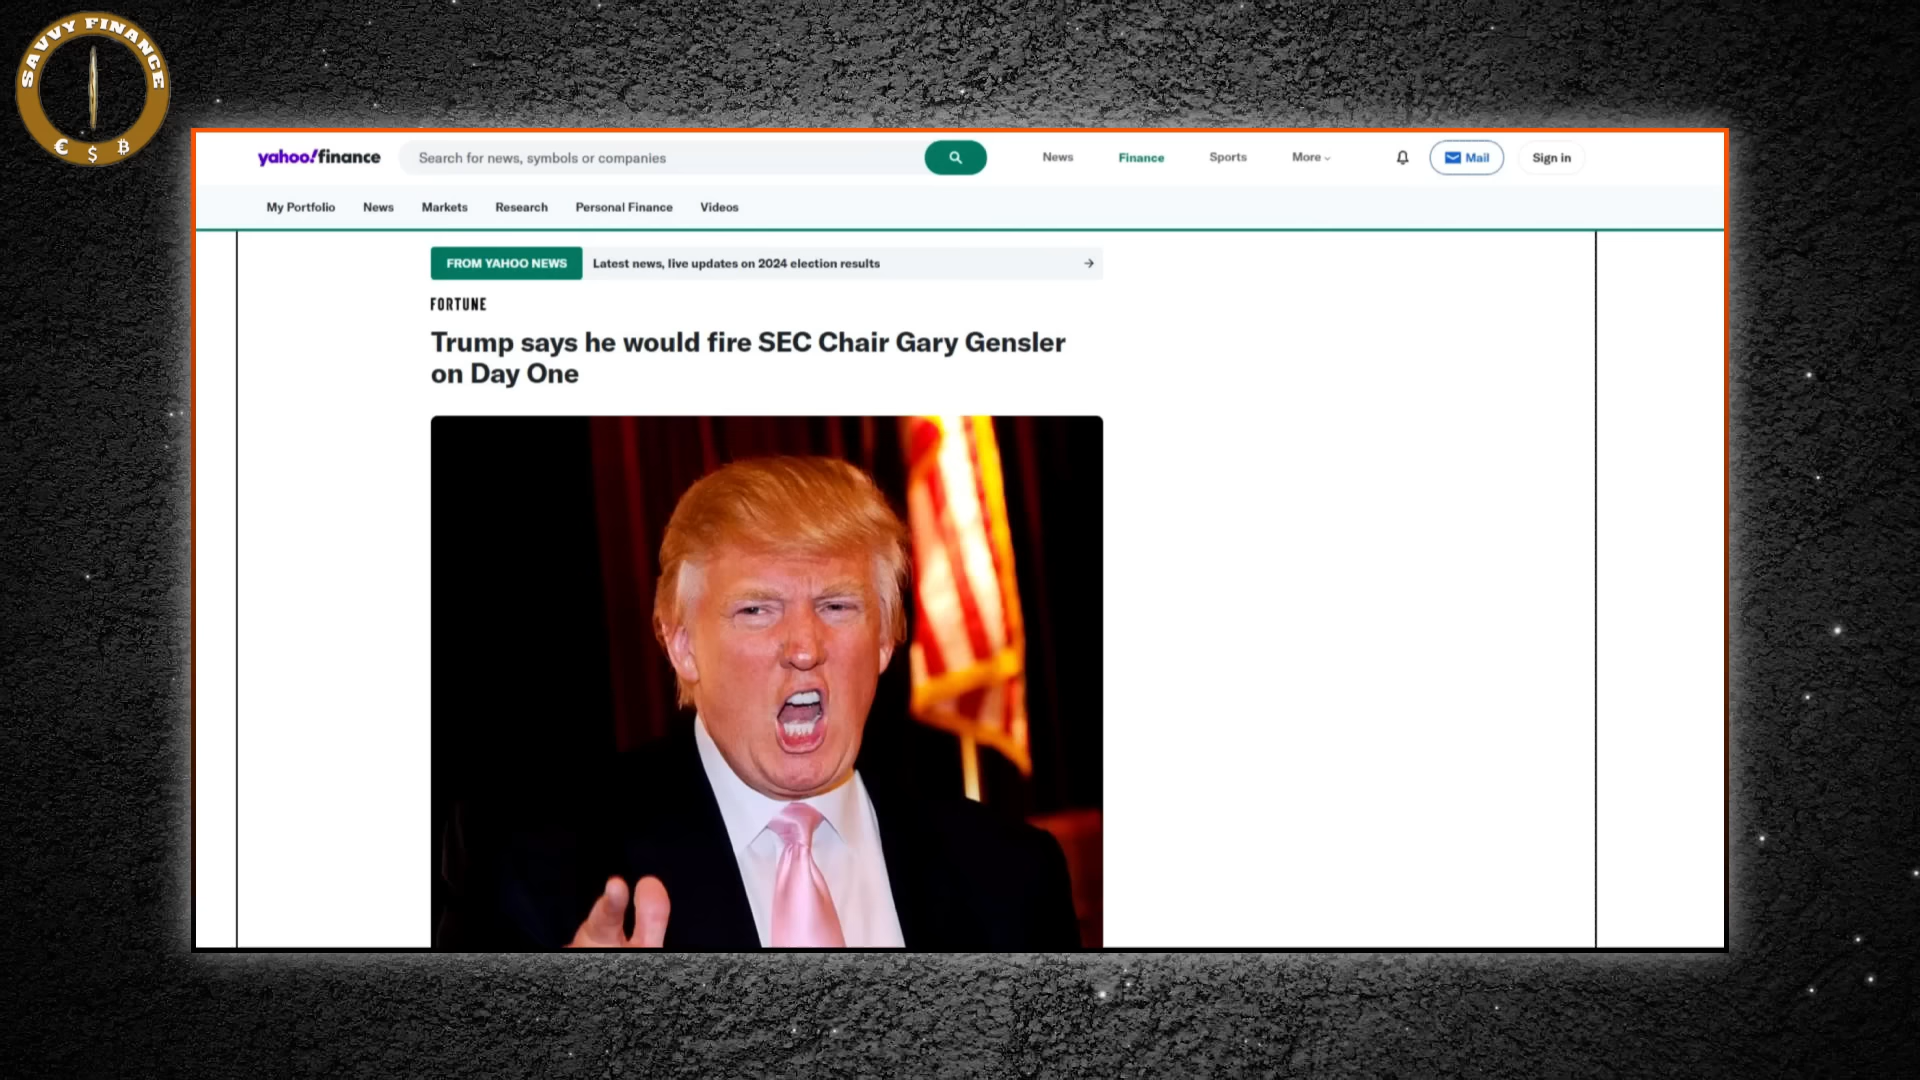 SAVVY FINANCE
€ $ ₿
yahoo!finance
Search for news, symbols or companies
News
Finance
Sports
More
Mail
Sign in
My Portfolio
News
Markets
Research
Personal Finance
Videos
FROM YAHOO NEWS
Latest news, live updates on 2024 election results
FORTUNE
Trump says he would fire SEC Chair Gary Gensler
on Day One